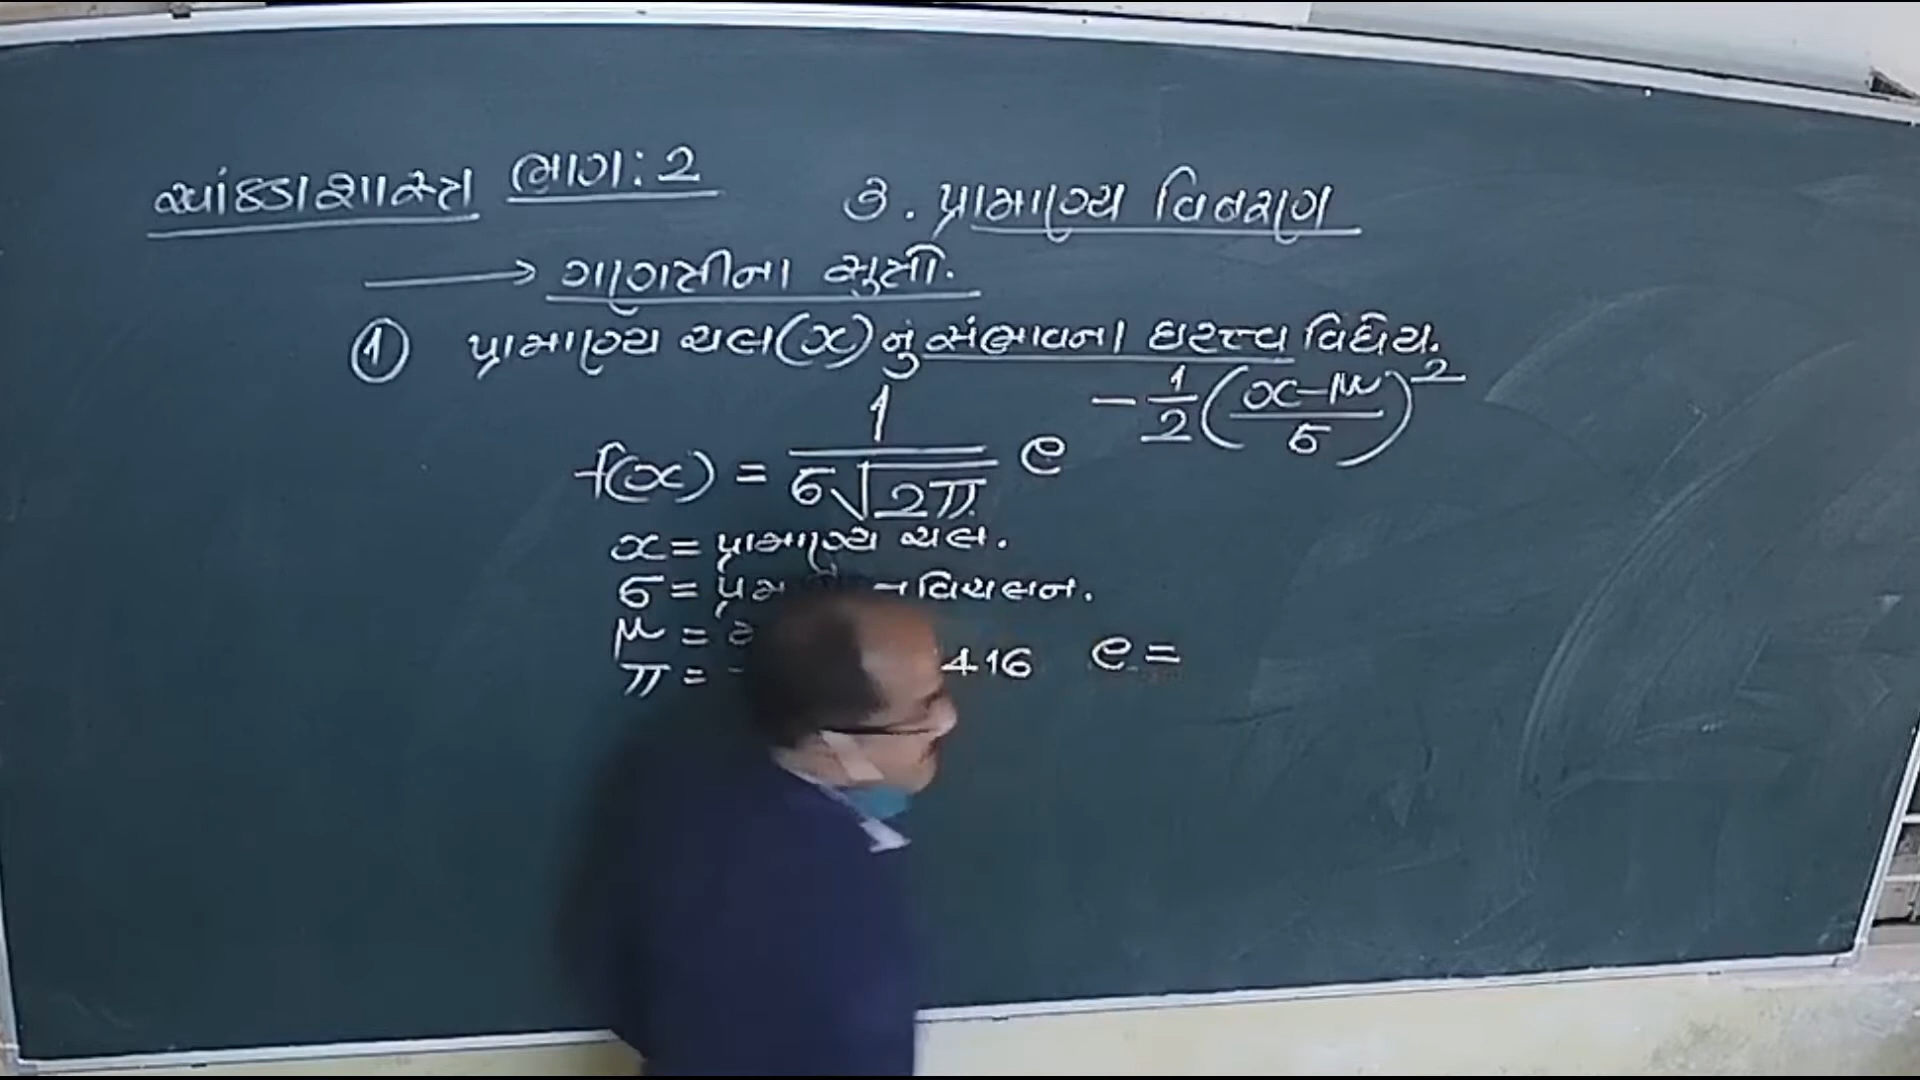 આંકડાશાસ્ત્ર ભાગ:2 3. પ્રામાણ્ય વિતરણ
→ ગણતરીના સૂત્રો.
① પ્રામાણ્ય ચલ(x)નું સંભાવના ઘટત્વ વિધેય.
f(x) = 1/(σ√2π) e^(-1/2((x-μ)/σ)^2)
x = પ્રામાણ્ય ચલ.
σ = વિચલન.
μ =
π = 416 e =